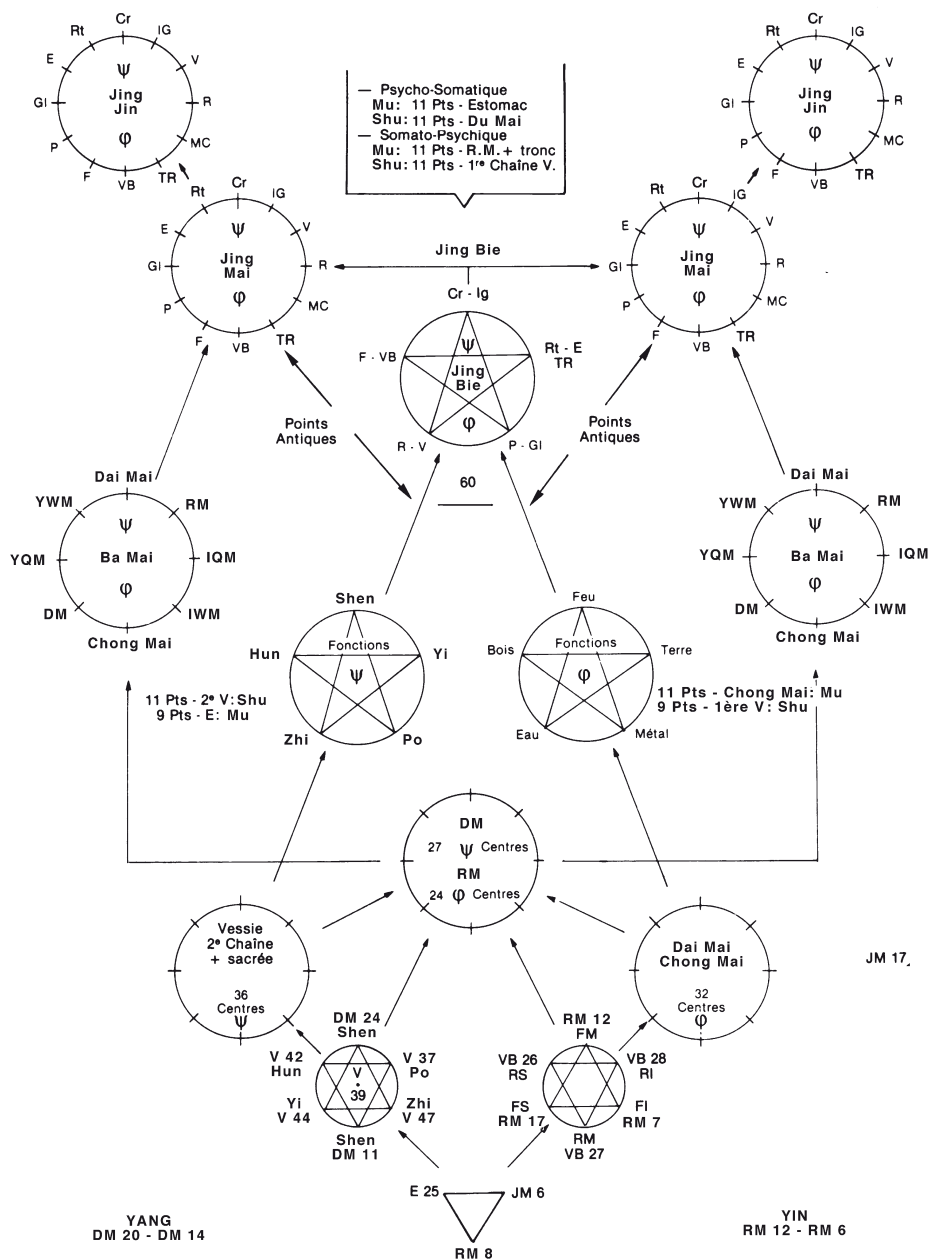 Cr
Rt
IG
E
V
ψ
GI
Jing
Jin
R
φ
P
MC
F
VB
TR
Cr
Rt
IG
E
V
ψ
GI
Jing
Jin
R
φ
P
MC
F
VB
TR
— Psycho-Somatique
Mu: 11 Pts - Estomac
Shu: 11 Pts - Du Mai
— Somato-Psychique
Mu: 11 Pts - R.M. + tronc
Shu: 11 Pts - 1re Chaîne V.
Rt
Cr
IG
E
V
ψ
GI
Jing
Mai
R
φ
P
MC
F
VB
TR
Jing Bie
Rt
Cr
IG
E
V
ψ
GI
Jing
Mai
R
φ
P
MC
F
VB
TR
Cr - Ig
F - VB
ψ
Rt - E
TR
Jing
Bie
φ
R - V
P - GI
Points
Antiques
Points
Antiques
60
Dai Mai
YWM
RM
ψ
YQM
Ba Mai
IQM
φ
DM
IWM
Chong Mai
Dai Mai
YWM
RM
ψ
YQM
Ba Mai
IQM
φ
DM
IWM
Chong Mai
Shen
Fonctions
Hun
Yi
ψ
Zhi
Po
Feu
Fonctions
Bois
Terre
φ
Eau
Métal
11 Pts - 2e V: Shu
9 Pts - E: Mu
11 Pts - Chong Mai: Mu
9 Pts - 1ère V: Shu
DM
27 ψ Centres
RM
24 φ Centres
Vessie
2e Chaîne
+ sacrée
36
Centres
ψ
Dai Mai
Chong Mai
32
Centres
φ
JM 17
DM 24
Shen
V 42
Hun
V 37
Po
V
39
Yi
V 44
Zhi
V 47
Shen
DM 11
RM 12
FM
VB 26
RS
VB 28
RI
FS
RM 17
FI
RM 7
RM
VB 27
E 25
JM 6
RM 8
YANG
DM 20 - DM 14
YIN
RM 12 - RM 6